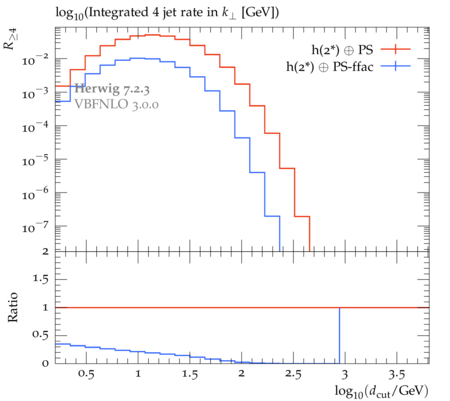 log₁₀(Integrated 4 jet rate in k⊥ [GeV])
R≥4
h(2*) ⊕ PS
h(2*) ⊕ PS-ffac
Herwig 7.2.3
VBFNLO 3.0.0
10⁻²
10⁻³
10⁻⁴
10⁻⁵
10⁻⁶
10⁻⁷
2
1.5
1
0.5
0
Ratio
0.5 1 1.5 2 2.5 3 3.5
log₁₀(d_cut/GeV)